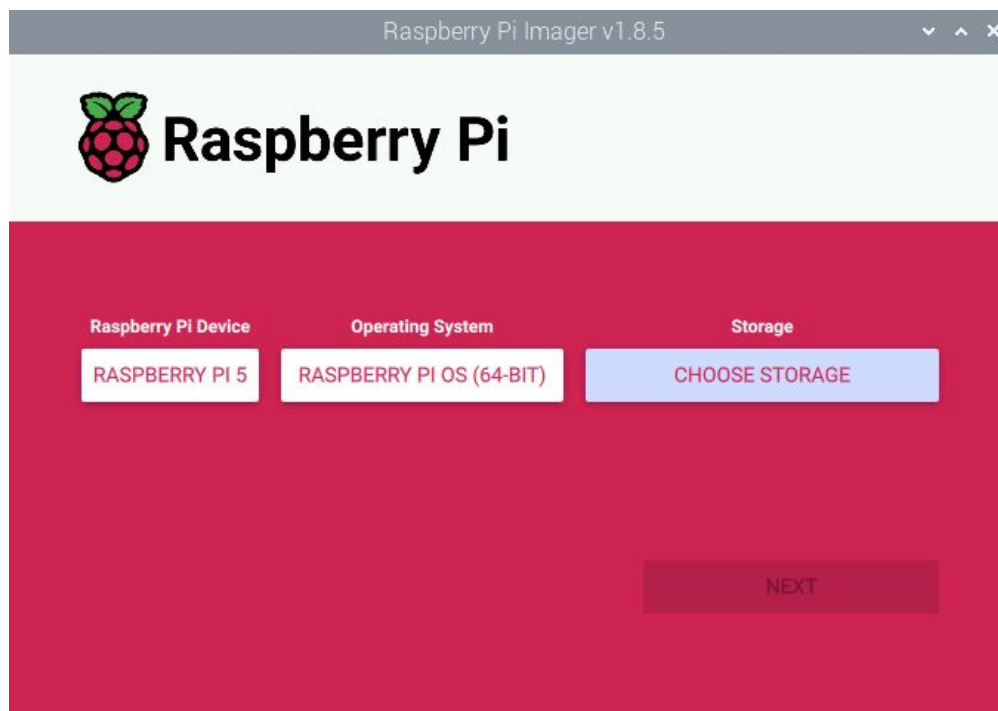 Raspberry Pi Imager v1.8.5
Raspberry Pi
Raspberry Pi Device
Operating System
Storage
RASPBERRY PI 5
RASPBERRY PI OS (64-BIT)
CHOOSE STORAGE
NEXT